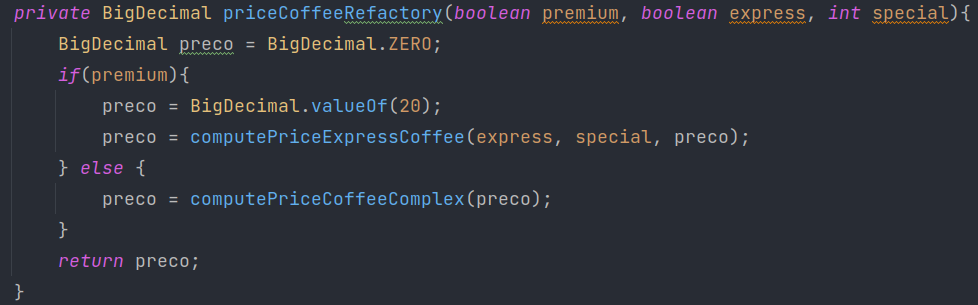 private BigDecimal priceCoffeeRefactory(boolean premium, boolean express, int special){
    BigDecimal preco = BigDecimal.ZERO;
    if(premium){
        preco = BigDecimal.valueOf(20);
        preco = computePriceExpressCoffee(express, special, preco);
    } else {
        preco = computePriceCoffeeComplex(preco);
    }
    return preco;
}